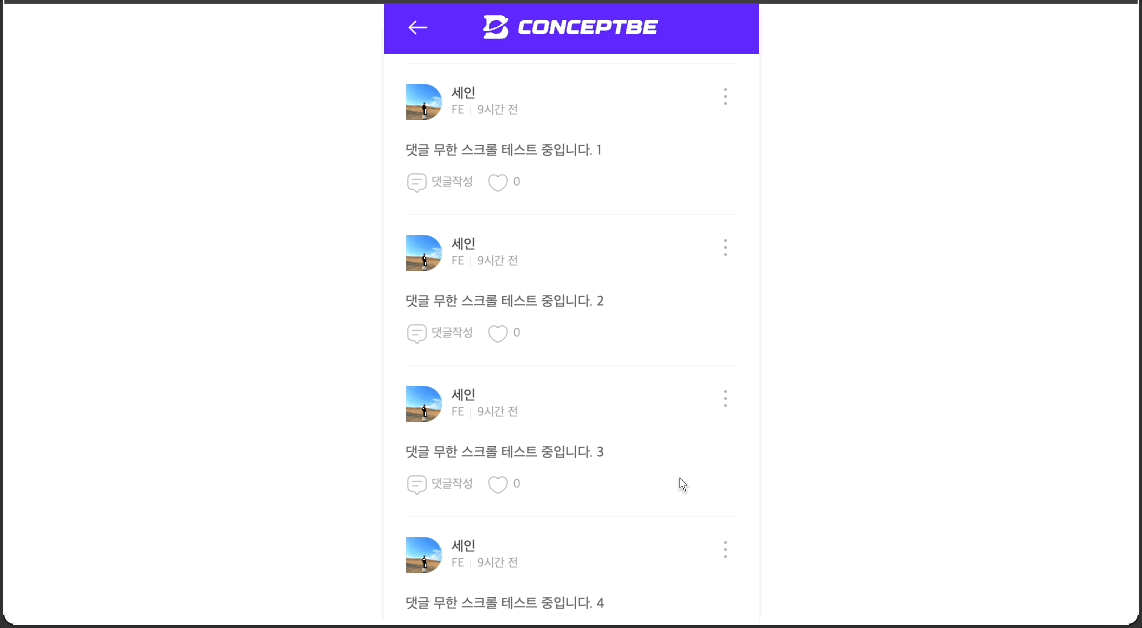 CONCEPTBE
세인
FE | 9시간 전
댓글 무한 스크롤 테스트 중입니다. 1
댓글작성 0
세인
FE | 9시간 전
댓글 무한 스크롤 테스트 중입니다. 2
댓글작성 0
세인
FE | 9시간 전
댓글 무한 스크롤 테스트 중입니다. 3
댓글작성 0
세인
FE | 9시간 전
댓글 무한 스크롤 테스트 중입니다. 4